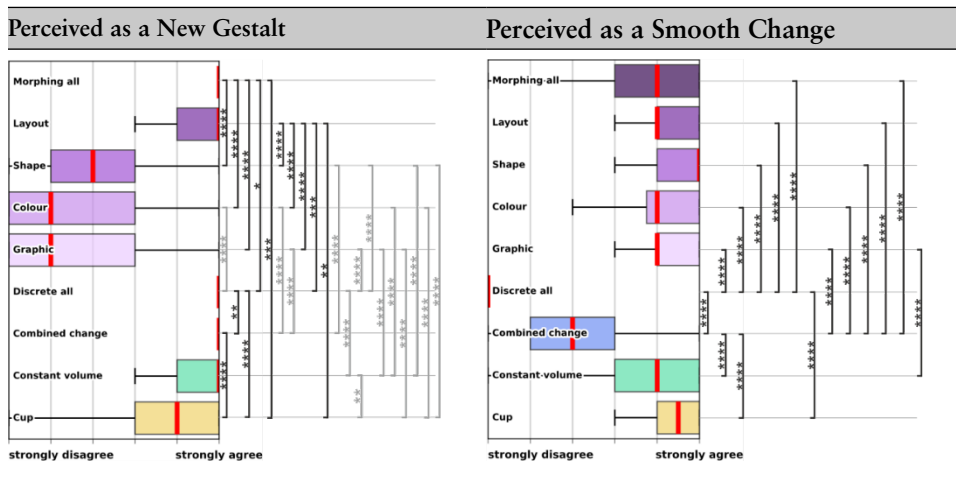 Perceived as a New Gestalt
Morphing all
Layout
Shape
Colour
Graphic
Discrete all
Combined change
Constant volume
Cup
strongly disagree strongly agree
Perceived as a Smooth Change
Morphing all
Layout
Shape
Colour
Graphic
Discrete all
Combined change
Constant volume
Cup
strongly disagree strongly agree